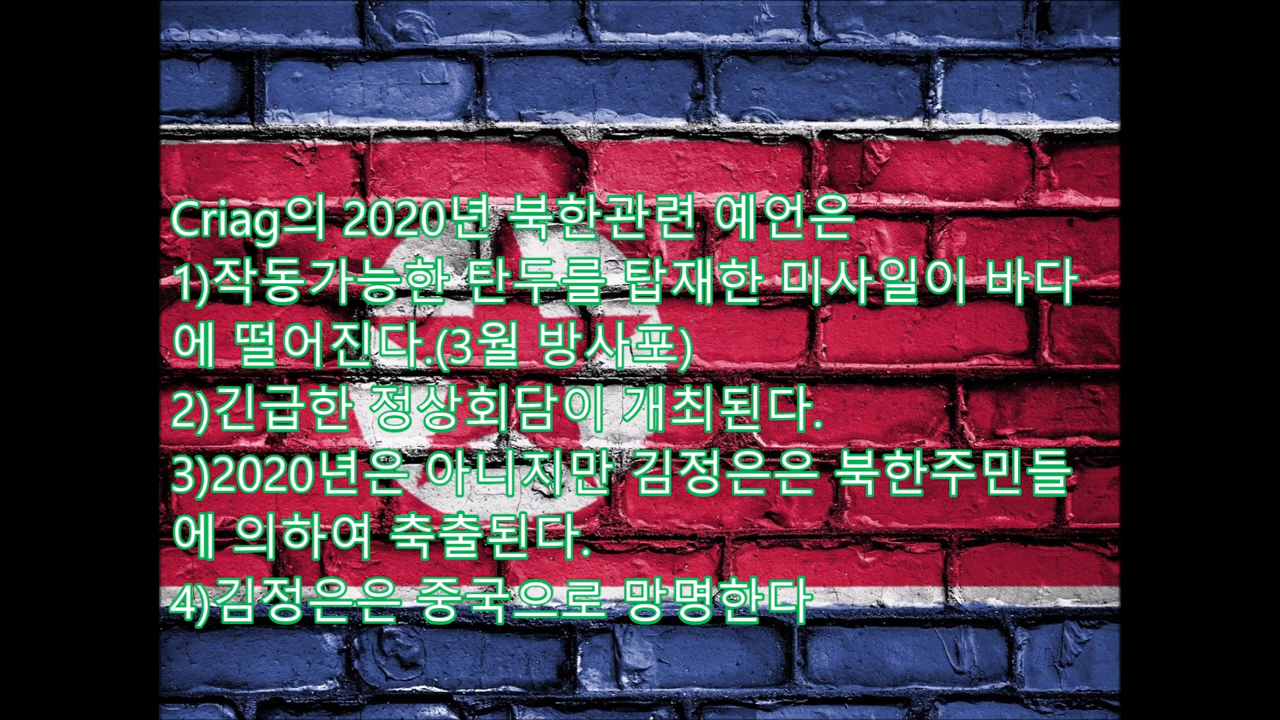 Criag의 2020년 북한관련 예언은
1)작동가능한 탄두를 탑재한 미사일이 바다
에 떨어진다.(3월 방사포)
2)긴급한 정상회담이 개최된다.
3)2020년은 아니지만 김정은은 북한주민들
에 의하여 축출된다.
4)김정은은 중국으로 망명한다